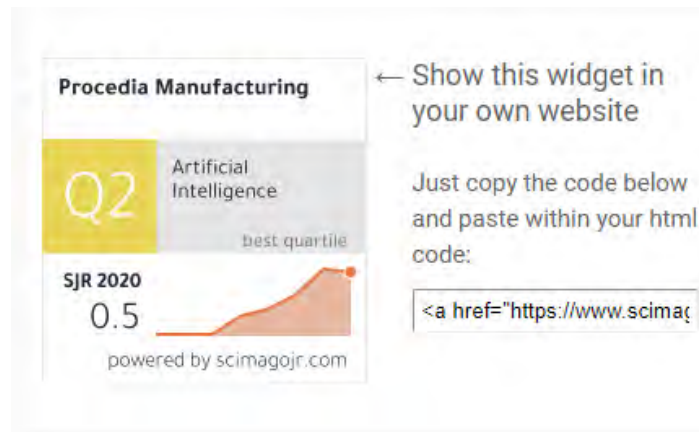 Procedia Manufacturing
Q2
Artificial
Intelligence
best quartile
SJR 2020
0.5
powered by scimagojr.com
← Show this widget in
your own website
Just copy the code below
and paste within your html
code:
<a href="https://www.scimag